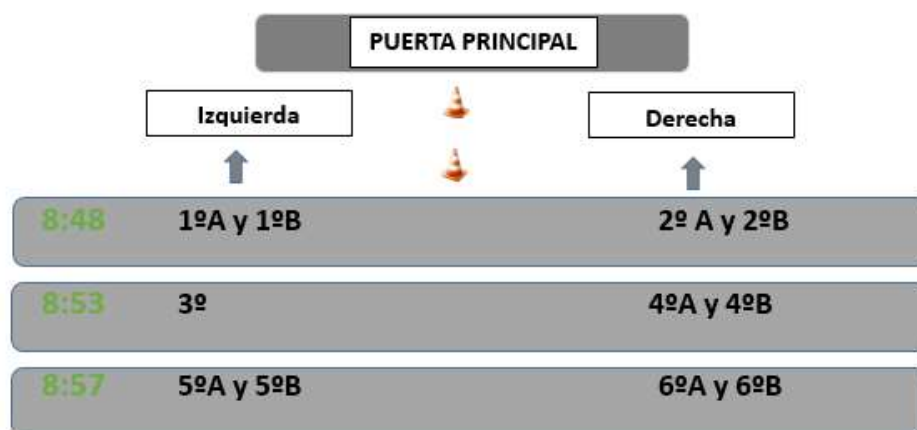 PUERTA PRINCIPAL
Izquierda Derecha
8:48 1ºA y 1ºB 2º A y 2ºB
8:53 3º 4ºA y 4ºB
8:57 5ºA y 5ºB 6ºA y 6ºB